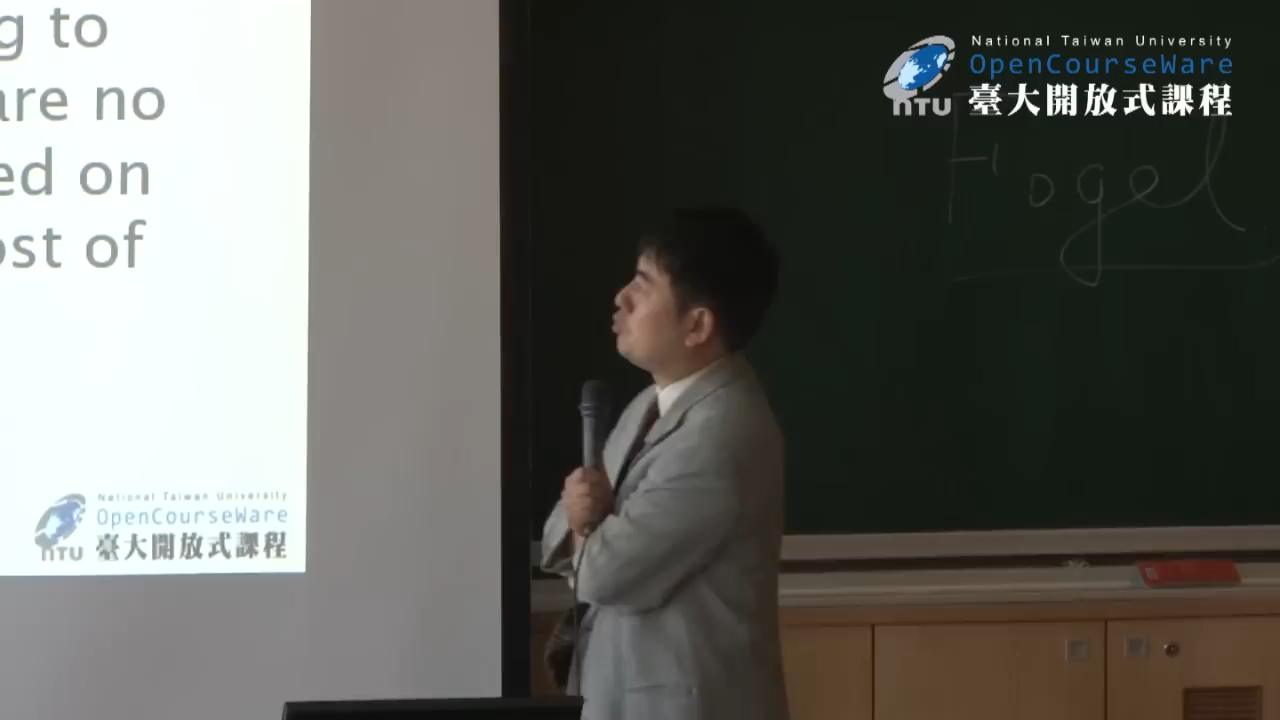 g to
are no
ed on
ost of
National Taiwan University
OpenCourseWare
NTU 臺大開放式課程
National Taiwan University
OpenCourseWare
NTU 臺大開放式課程
Fogel